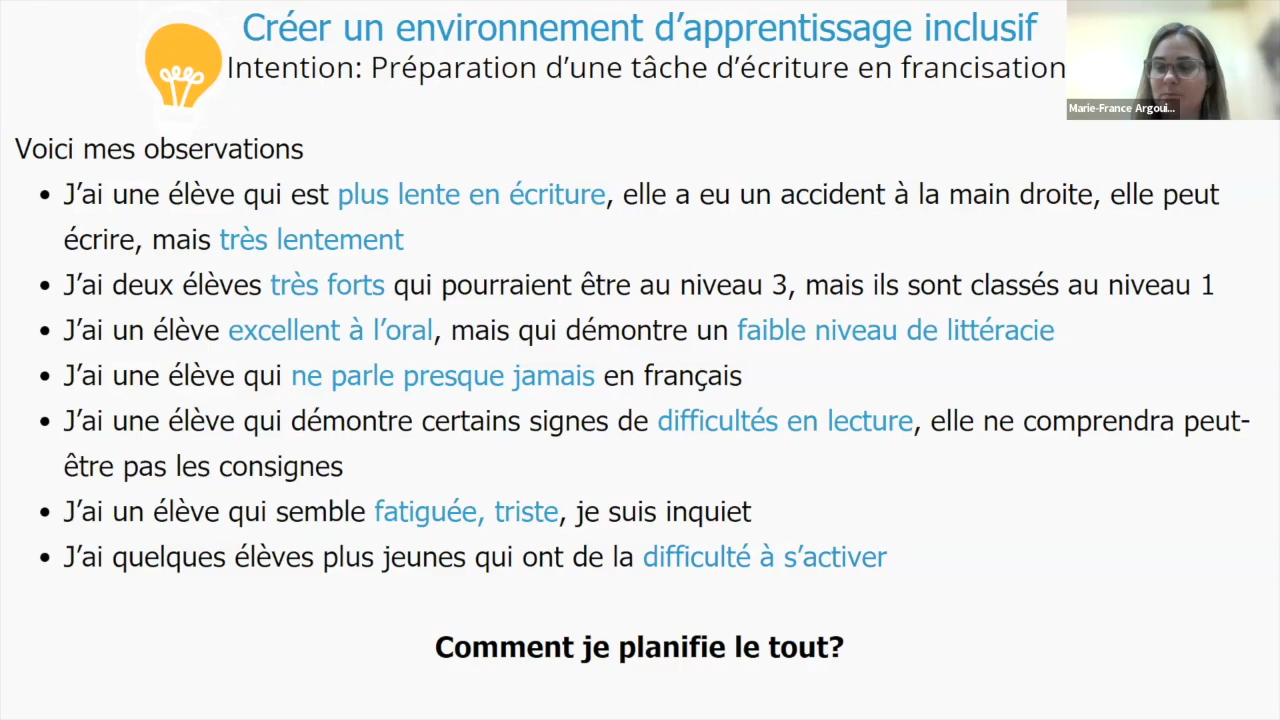 Créer un environnement d’apprentissage inclusif
Intention: Préparation d’une tâche d’écriture en francisation
Marie-France Argoui...
Voici mes observations
• J’ai une élève qui est plus lente en écriture, elle a eu un accident à la main droite, elle peut
écrire, mais très lentement
• J’ai deux élèves très forts qui pourraient être au niveau 3, mais ils sont classés au niveau 1
• J’ai un élève excellent à l’oral, mais qui démontre un faible niveau de littéracie
• J’ai une élève qui ne parle presque jamais en français
• J’ai une élève qui démontre certains signes de difficultés en lecture, elle ne comprendra peut-
être pas les consignes
• J’ai un élève qui semble fatiguée, triste, je suis inquiet
• J’ai quelques élèves plus jeunes qui ont de la difficulté à s’activer
Comment je planifie le tout?